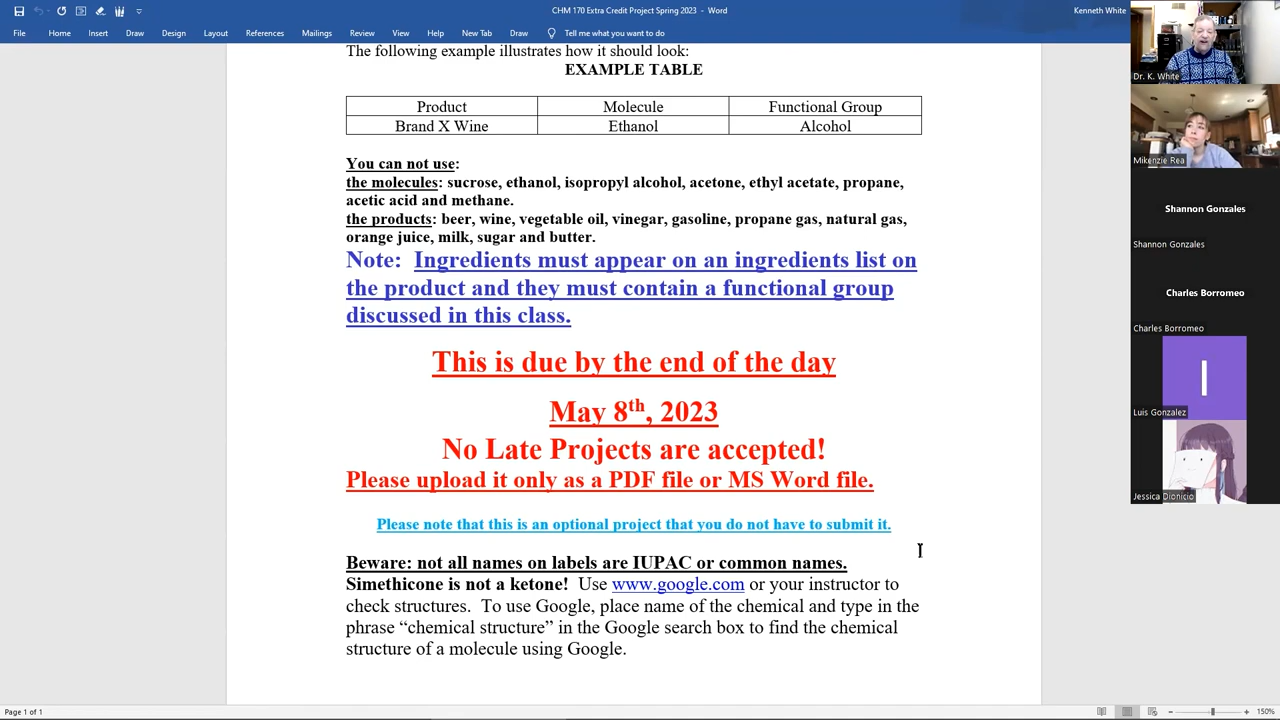 CHM 170 Extra Credit Project Spring 2023 - Word
Kenneth White
File Home Insert Draw Design Layout References Mailings Review View Help New Tab Draw Tell me what you want to do
The following example illustrates how it should look:
EXAMPLE TABLE
Product Molecule Functional Group
Brand X Wine Ethanol Alcohol
You can not use:
the molecules: sucrose, ethanol, isopropyl alcohol, acetone, ethyl acetate, propane,
acetic acid and methane.
the products: beer, wine, vegetable oil, vinegar, gasoline, propane gas, natural gas,
orange juice, milk, sugar and butter.
Note: Ingredients must appear on an ingredients list on
the product and they must contain a functional group
discussed in this class.
This is due by the end of the day
May 8th, 2023
No Late Projects are accepted!
Please upload it only as a PDF file or MS Word file.
Please note that this is an optional project that you do not have to submit it.
Beware: not all names on labels are IUPAC or common names.
Simethicone is not a ketone! Use www.google.com or your instructor to
check structures. To use Google, place name of the chemical and type in the
phrase “chemical structure” in the Google search box to find the chemical
structure of a molecule using Google.
Page 1 of 1
150%
Dr. K. White
Mikenzie Rea
Shannon Gonzales
Shannon Gonzales
Charles Borromeo
Charles Borromeo
l
Luis Gonzalez
Jessica Dionicio